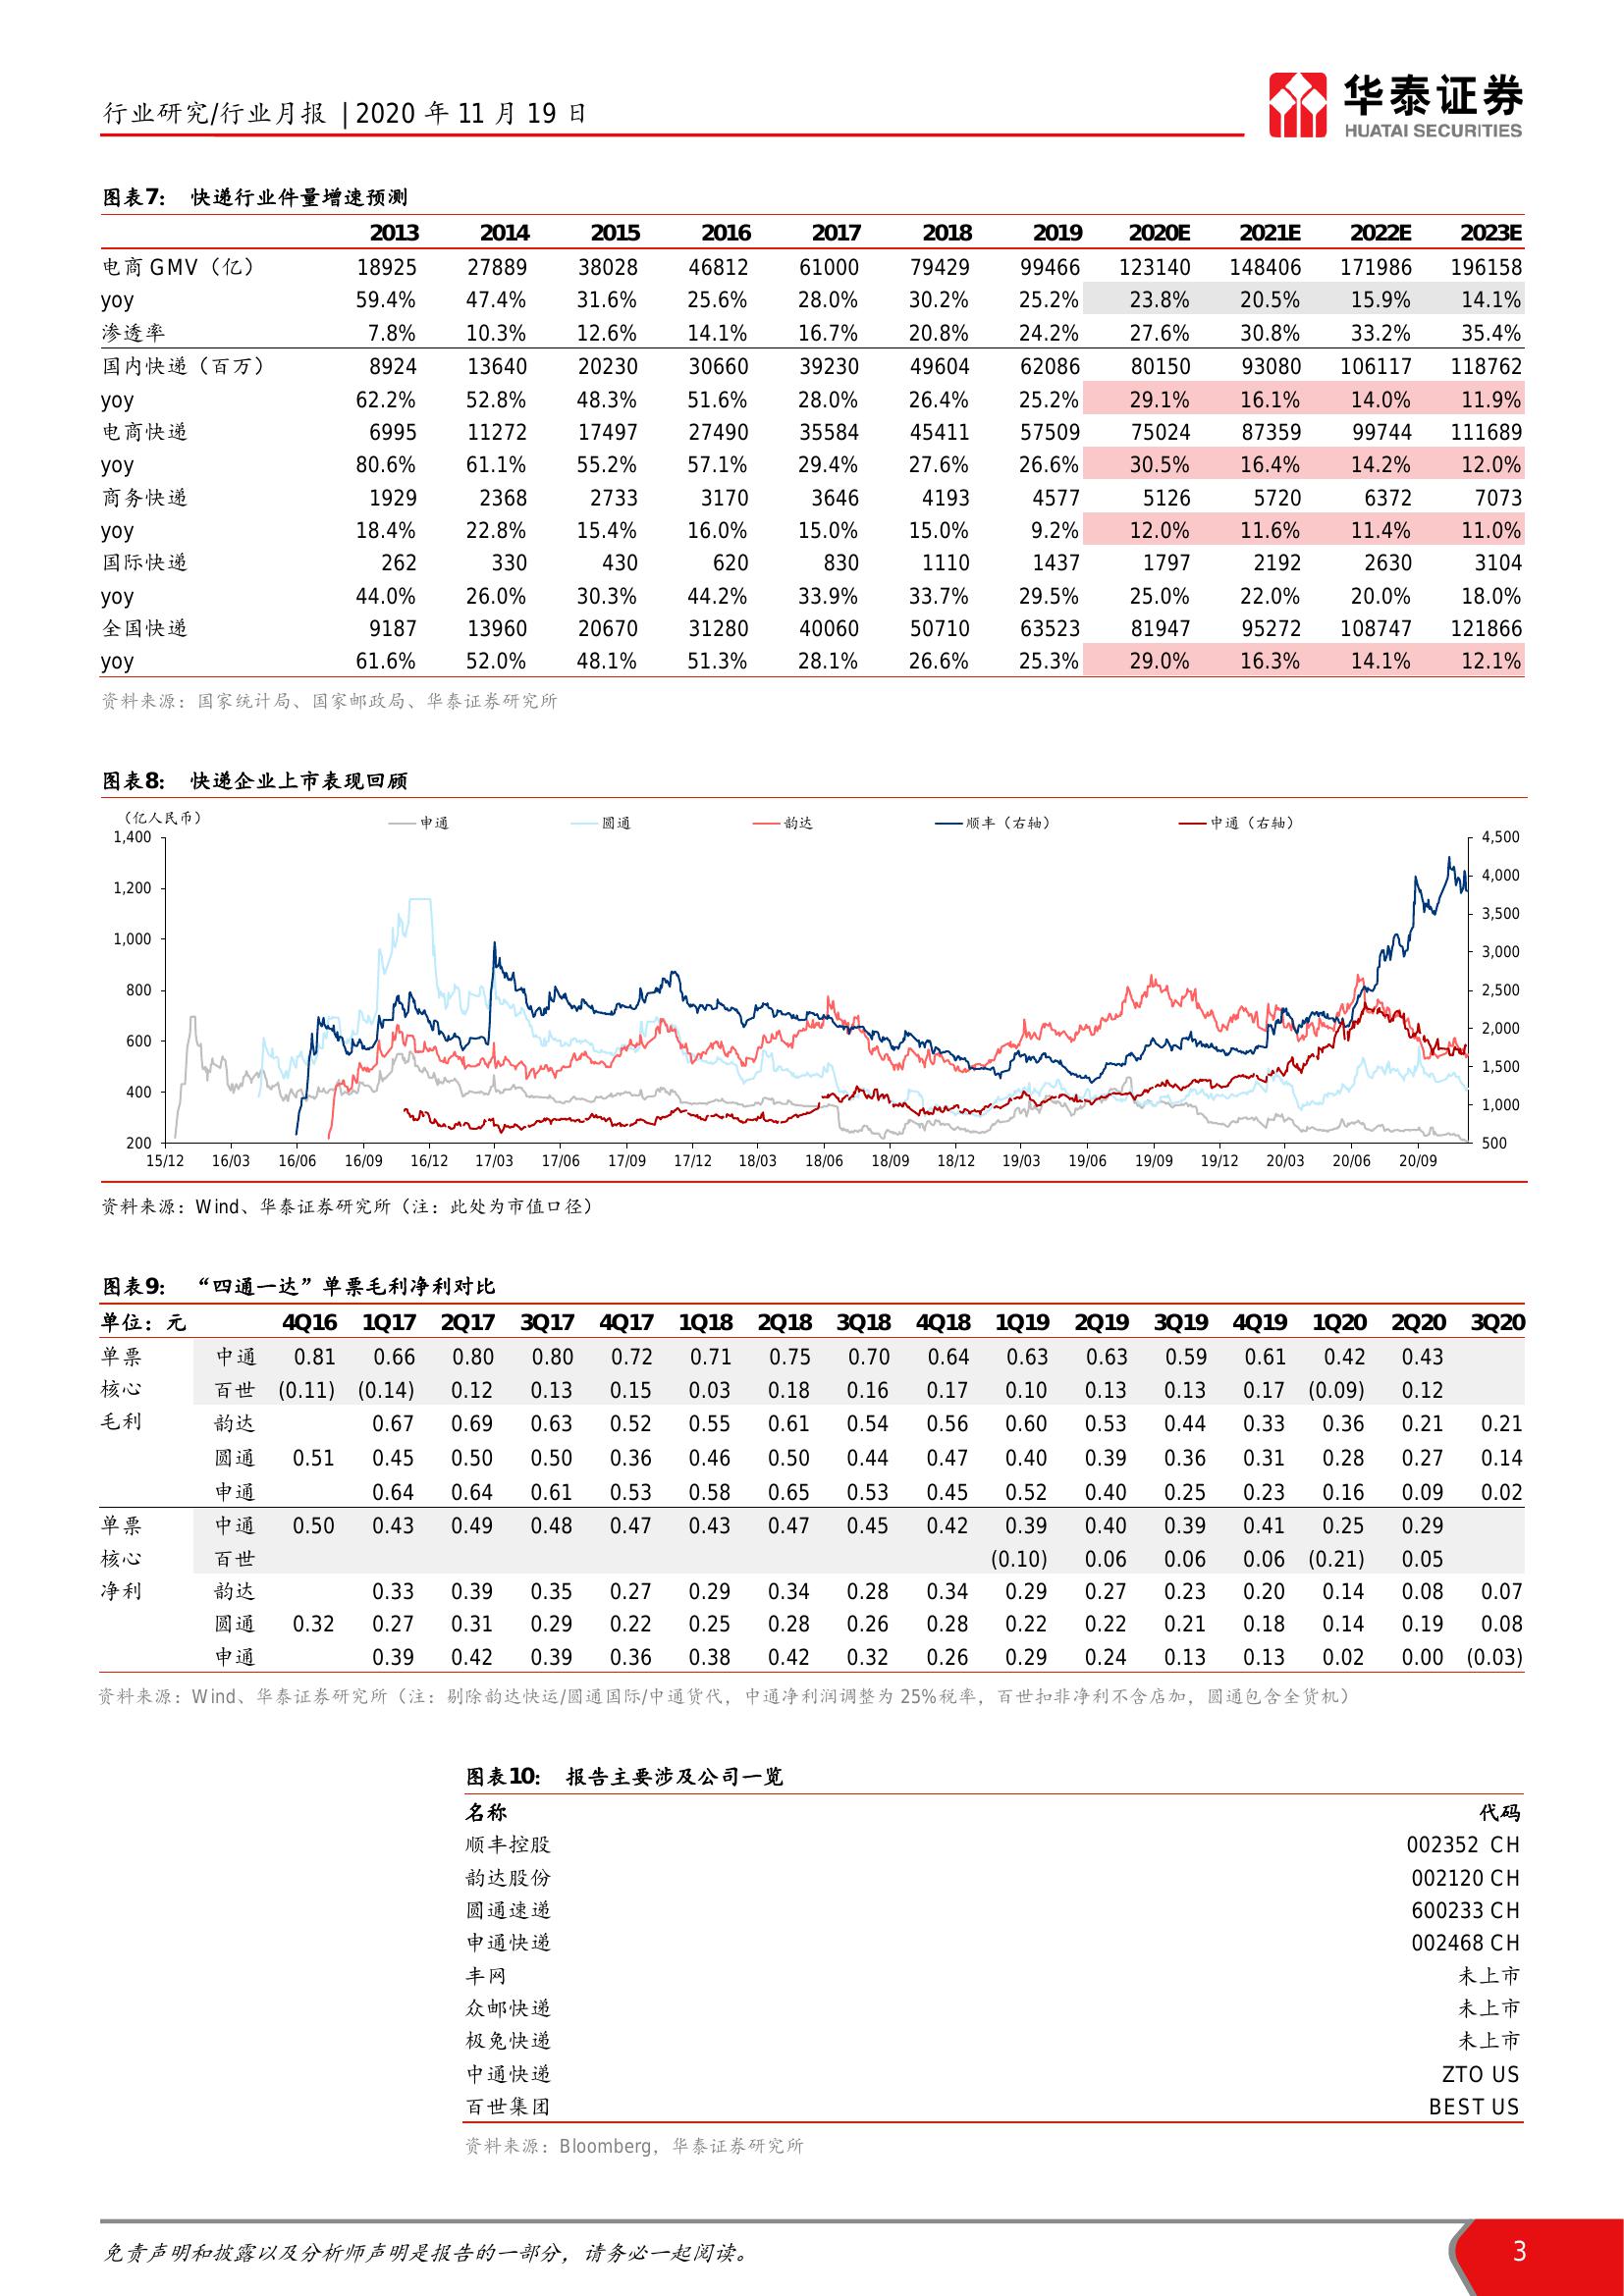 行业研究/行业月报 | 2020 年 11 月 19 日
华泰证券
HUATAI SECURITIES
图表7： 快递行业件量增速预测
2013 2014 2015 2016 2017 2018 2019 2020E 2021E 2022E 2023E
电商 GMV（亿） 18925 27889 38028 46812 61000 79429 99466 123140 148406 171986 196158
yoy 59.4% 47.4% 31.6% 25.6% 28.0% 30.2% 25.2% 23.8% 20.5% 15.9% 14.1%
渗透率 7.8% 10.3% 12.6% 14.1% 16.7% 20.8% 24.2% 27.6% 30.8% 33.2% 35.4%
国内快递（百万） 8924 13640 20230 30660 39230 49604 62086 80150 93080 106117 118762
yoy 62.2% 52.8% 48.3% 51.6% 28.0% 26.4% 25.2% 29.1% 16.1% 14.0% 11.9%
电商快递 6995 11272 17497 27490 35584 45411 57509 75024 87359 99744 111689
yoy 80.6% 61.1% 55.2% 57.1% 29.4% 27.6% 26.6% 30.5% 16.4% 14.2% 12.0%
商务快递 1929 2368 2733 3170 3646 4193 4577 5126 5720 6372 7073
yoy 18.4% 22.8% 15.4% 16.0% 15.0% 15.0% 9.2% 12.0% 11.6% 11.4% 11.0%
国际快递 262 330 430 620 830 1110 1437 1797 2192 2630 3104
yoy 44.0% 26.0% 30.3% 44.2% 33.9% 33.7% 29.5% 25.0% 22.0% 20.0% 18.0%
全国快递 9187 13960 20670 31280 40060 50710 63523 81947 95272 108747 121866
yoy 61.6% 52.0% 48.1% 51.3% 28.1% 26.6% 25.3% 29.0% 16.3% 14.1% 12.1%
资料来源：国家统计局、国家邮政局、华泰证券研究所
图表8： 快递企业上市表现回顾
（亿人民币） 申通 圆通 韵达 顺丰（右轴） 中通（右轴）
1,400 4,500
1,200 4,000
3,500
1,000 3,000
800 2,500
600 2,000
1,500
400 1,000
200 500
15/12 16/03 16/06 16/09 16/12 17/03 17/06 17/09 17/12 18/03 18/06 18/09 18/12 19/03 19/06 19/09 19/12 20/03 20/06 20/09
资料来源：Wind、华泰证券研究所（注：此处为市值口径）
图表9： “四通一达”单票毛利净利对比
单位：元 4Q16 1Q17 2Q17 3Q17 4Q17 1Q18 2Q18 3Q18 4Q18 1Q19 2Q19 3Q19 4Q19 1Q20 2Q20 3Q20
单票 中通 0.81 0.66 0.80 0.80 0.72 0.71 0.75 0.70 0.64 0.63 0.63 0.59 0.61 0.42 0.43
核心 百世 (0.11) (0.14) 0.12 0.13 0.15 0.03 0.18 0.16 0.17 0.10 0.13 0.13 0.17 (0.09) 0.12
毛利 韵达 0.67 0.69 0.63 0.52 0.55 0.61 0.54 0.56 0.60 0.53 0.44 0.33 0.36 0.21 0.21
圆通 0.51 0.45 0.50 0.50 0.36 0.46 0.50 0.44 0.47 0.40 0.39 0.36 0.31 0.28 0.27 0.14
申通 0.64 0.64 0.61 0.53 0.58 0.65 0.53 0.45 0.52 0.40 0.25 0.23 0.16 0.09 0.02
单票 中通 0.50 0.43 0.49 0.48 0.47 0.43 0.47 0.45 0.42 0.39 0.40 0.39 0.41 0.25 0.29
核心 百世 (0.10) 0.06 0.06 0.06 (0.21) 0.05
净利 韵达 0.33 0.39 0.35 0.27 0.29 0.34 0.28 0.34 0.29 0.27 0.23 0.20 0.14 0.08 0.07
圆通 0.32 0.27 0.31 0.29 0.22 0.25 0.28 0.26 0.28 0.22 0.22 0.21 0.18 0.14 0.19 0.08
申通 0.39 0.42 0.39 0.36 0.38 0.42 0.32 0.26 0.29 0.24 0.13 0.13 0.02 0.00 (0.03)
资料来源：Wind、华泰证券研究所（注：剔除韵达快运/圆通国际/中通货代，中通净利润调整为 25%税率，百世扣非净利不含店加，圆通包含全货机）
图表10： 报告主要涉及公司一览
名称 代码
顺丰控股 002352 CH
韵达股份 002120 CH
圆通速递 600233 CH
申通快递 002468 CH
丰网 未上市
众邮快递 未上市
极兔快递 未上市
中通快递 ZTO US
百世集团 BEST US
资料来源：Bloomberg，华泰证券研究所
免责声明和披露以及分析师声明是报告的一部分，请务必一起阅读。 3